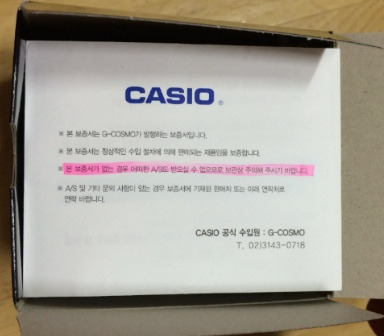 CASIO®
※ 본 보증서는 G-COSMO가 발행하는 보증서입니다.
※ 본 보증서는 정상적인 수입 절차에 의해 판매되는 제품임을 보증합니다.
※ 본 보증서가 없는 경우 어떠한 A/S도 받으실 수 없으므로 보관상 주의해 주시기 바랍니다.
※ A/S 및 기타 문의 사항이 있는 경우 보증서에 기재된 판매처 또는 아래 연락처로
연락 바랍니다.
CASIO 공식 수입원 : G-COSMO
T. 02)3143-0718